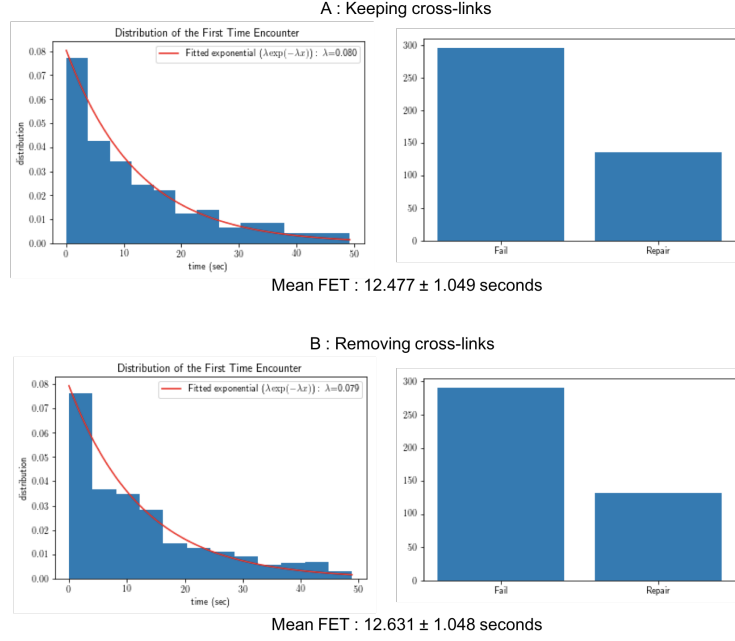 A : Keeping cross-links
Distribution of the First Time Encounter
Fitted exponential (λexp(−λx)) : λ=0.080
0.08
0.07
0.06
0.05
0.04
0.03
0.02
0.01
0.00
distribution
0 10 20 30 40 50
time (sec)
300
250
200
150
100
50
0
Fail Repair
Mean FET : 12.477 ± 1.049 seconds
B : Removing cross-links
Distribution of the First Time Encounter
Fitted exponential (λexp(−λx)) : λ=0.079
0.08
0.07
0.06
0.05
0.04
0.03
0.02
0.01
0.00
distribution
0 10 20 30 40 50
time (sec)
300
250
200
150
100
50
0
Fail Repair
Mean FET : 12.631 ± 1.048 seconds